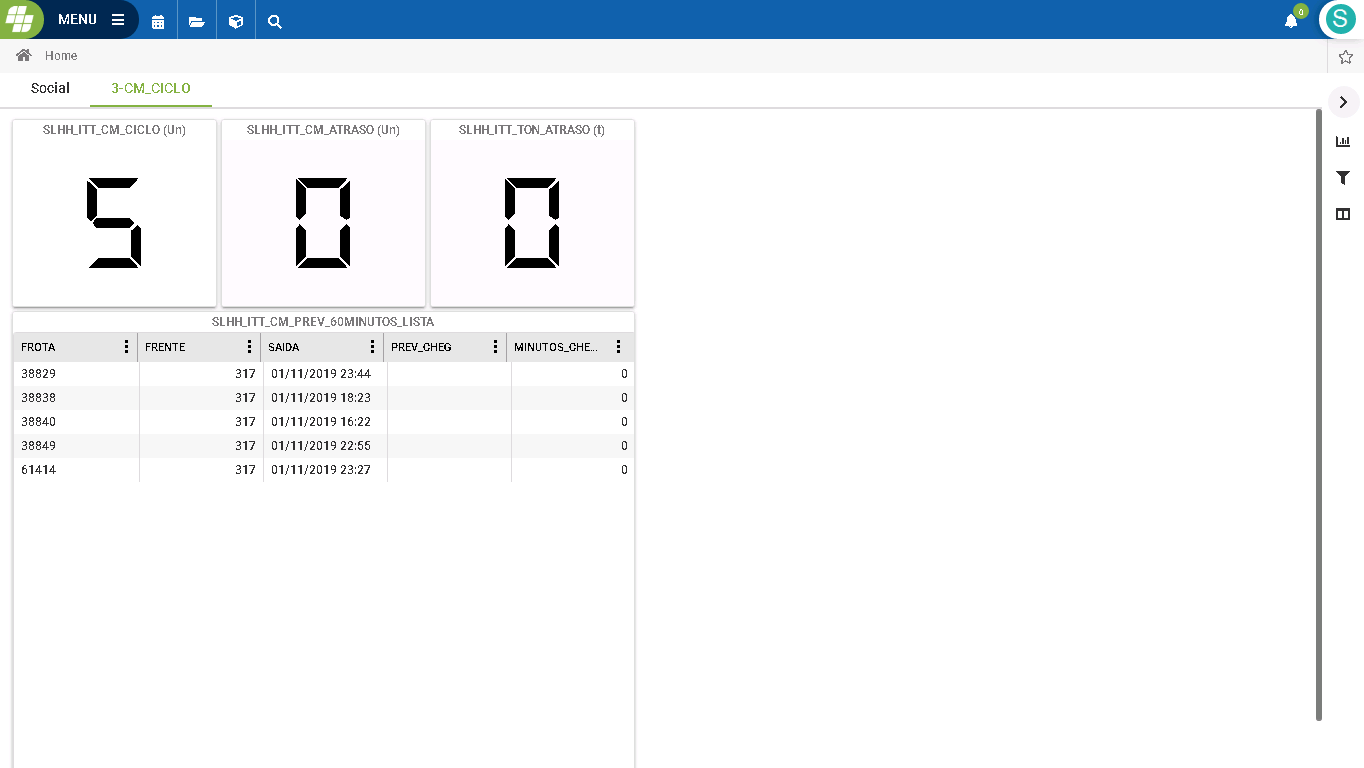 MENU
0
S
Home
Social 3-CM_CICLO
SLHH_ITT_CM_CICLO (Un) SLHH_ITT_CM_ATRASO (Un) SLHH_ITT_TON_ATRASO (t)
5 0 0
SLHH_ITT_CM_PREV_60MINUTOS_LISTA
FROTA FRENTE SAIDA PREV_CHEG MINUTOS_CHE...
38829 317 01/11/2019 23:44 0
38838 317 01/11/2019 18:23 0
38840 317 01/11/2019 16:22 0
38849 317 01/11/2019 22:55 0
61414 317 01/11/2019 23:27 0